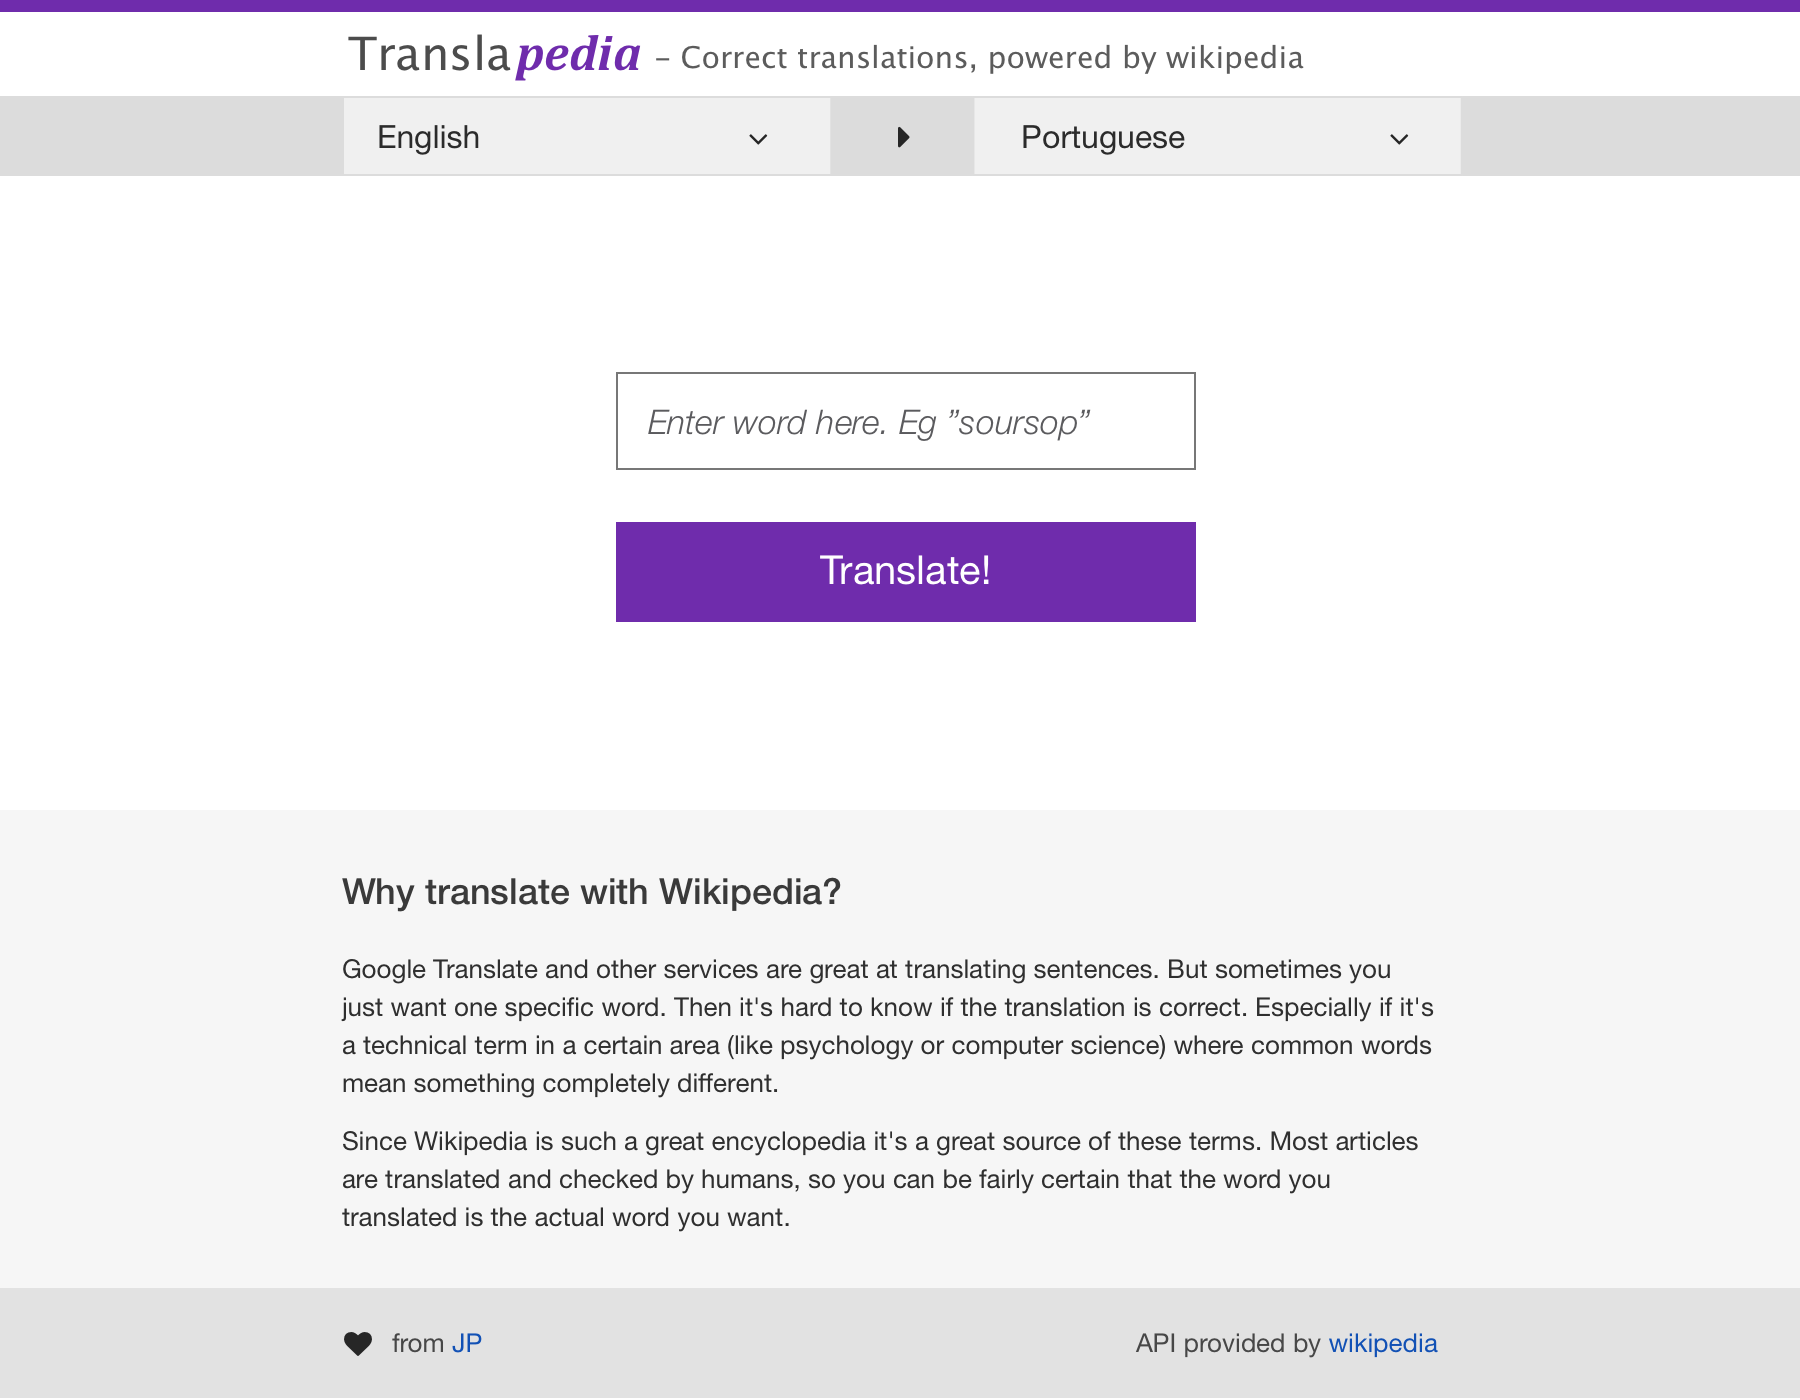 Translapedia – Correct translations, powered by wikipedia
English
Portuguese
Enter word here. Eg ”soursop”
Translate!
Why translate with Wikipedia?
Google Translate and other services are great at translating sentences. But sometimes you
just want one specific word. Then it's hard to know if the translation is correct. Especially if it's
a technical term in a certain area (like psychology or computer science) where common words
mean something completely different.
Since Wikipedia is such a great encyclopedia it's a great source of these terms. Most articles
are translated and checked by humans, so you can be fairly certain that the word you
translated is the actual word you want.
from JP
API provided by wikipedia